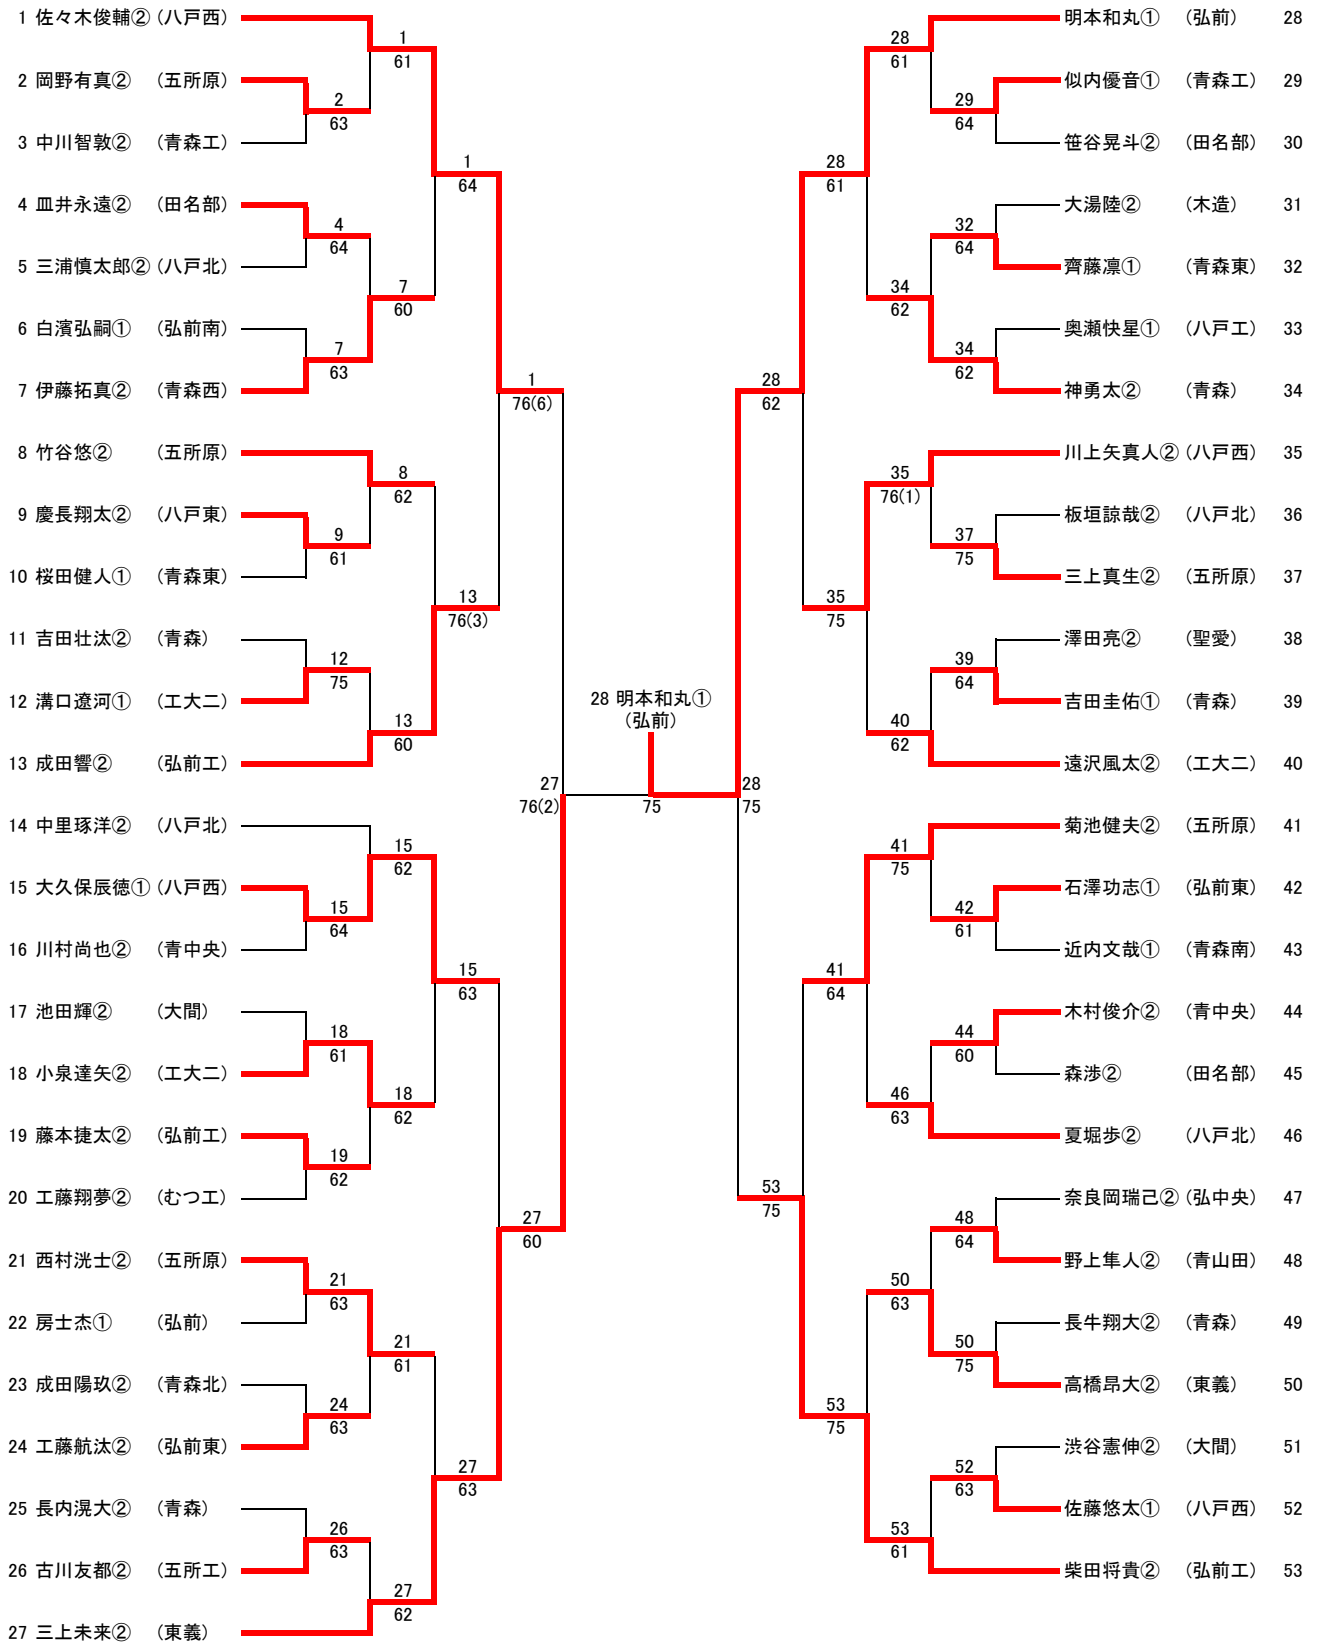 1 佐々木俊輔② (八戸西)
2 岡野有真② (五所原)
3 中川智敦② (青森工)
4 皿井永遠② (田名部)
5 三浦慎太郎② (八戸北)
6 白濱弘嗣① (弘前南)
7 伊藤拓真② (青森西)
8 竹谷悠② (五所原)
9 慶長翔太② (八戸東)
10 桜田健人① (青森東)
11 吉田壮汰② (青森)
12 溝口遼河① (工大二)
13 成田響② (弘前工)
14 中里琢洋② (八戸北)
15 大久保辰徳① (八戸西)
16 川村尚也② (青中央)
17 池田輝② (大間)
18 小泉達矢② (工大二)
19 藤本捷太② (弘前工)
20 工藤翔夢② (むつ工)
21 西村洸士② (五所原)
22 房士杰① (弘前)
23 成田陽玖② (青森北)
24 工藤航汰② (弘前東)
25 長内滉大② (青森)
26 古川友都② (五所工)
27 三上未来② (東義)
2
63
4
64
7
63
9
61
12
75
15
64
18
61
19
62
21
63
24
63
26
63
1
61
7
60
8
62
13
60
15
62
18
62
21
61
27
62
1
64
13
76(3)
15
63
27
63
1
76(6)
27
60
27
76(2)
28 明本和丸①
(弘前)
75
28
75
28
62
53
75
28
61
35
75
41
64
53
75
28
61
34
62
35
76(1)
40
62
41
75
46
63
50
63
53
61
29
64
32
64
34
62
37
75
39
64
42
61
44
60
48
64
50
75
52
63
明本和丸① (弘前) 28
似内優音① (青森工) 29
笹谷晃斗② (田名部) 30
大湯陸② (木造) 31
齊藤凛① (青森東) 32
奥瀬快星① (八戸工) 33
神勇太② (青森) 34
川上矢真人② (八戸西) 35
板垣諒哉② (八戸北) 36
三上真生② (五所原) 37
澤田亮② (聖愛) 38
吉田圭佑① (青森) 39
遠沢風太② (工大二) 40
菊池健夫② (五所原) 41
石澤功志① (弘前東) 42
近内文哉① (青森南) 43
木村俊介② (青中央) 44
森渉② (田名部) 45
夏堀歩② (八戸北) 46
奈良岡瑞己② (弘中央) 47
野上隼人② (青山田) 48
長牛翔大② (青森) 49
高橋昂大② (東義) 50
渋谷憲伸② (大間) 51
佐藤悠太① (八戸西) 52
柴田将貴② (弘前工) 53